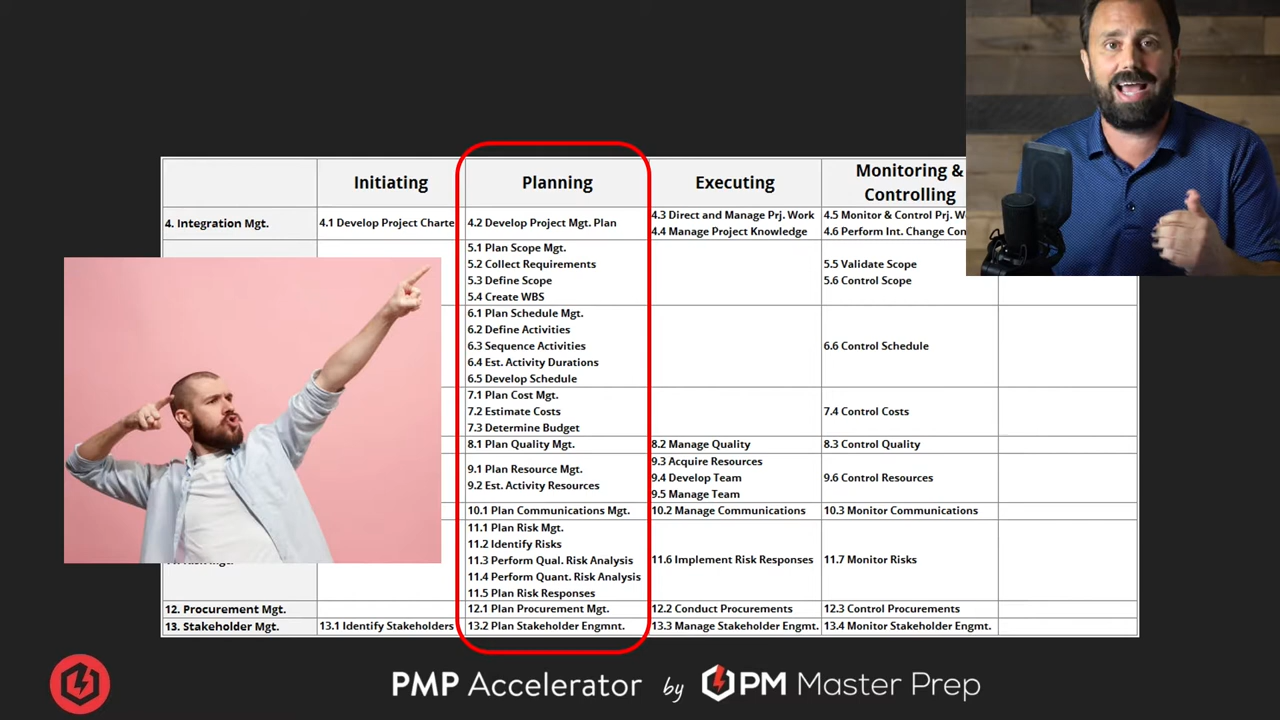 Initiating
Planning
Executing
Monitoring &
Controlling
4. Integration Mgt.
4.1 Develop Project Charte
4.2 Develop Project Mgt. Plan
4.3 Direct and Manage Prj. Work
4.4 Manage Project Knowledge
4.5 Monitor & Control Prj.
4.6 Perform Int. Change
5.1 Plan Scope Mgt.
5.2 Collect Requirements
5.3 Define Scope
5.4 Create WBS
5.5 Validate Scope
5.6 Control Scope
6.1 Plan Schedule Mgt.
6.2 Define Activities
6.3 Sequence Activities
6.4 Est. Activity Durations
6.5 Develop Schedule
6.6 Control Schedule
7.1 Plan Cost Mgt.
7.2 Estimate Costs
7.3 Determine Budget
7.4 Control Costs
8.1 Plan Quality Mgt.
8.2 Manage Quality
8.3 Control Quality
9.1 Plan Resource Mgt.
9.2 Est. Activity Resources
9.3 Acquire Resources
9.4 Develop Team
9.5 Manage Team
9.6 Control Resources
10.1 Plan Communications Mgt.
10.2 Manage Communications
10.3 Monitor Communications
11.1 Plan Risk Mgt.
11.2 Identify Risks
11.3 Perform Qual. Risk Analysis
11.4 Perform Quant. Risk Analysis
11.5 Plan Risk Responses
11.6 Implement Risk Responses
11.7 Monitor Risks
12. Procurement Mgt.
12.1 Plan Procurement Mgt.
12.2 Conduct Procurements
12.3 Control Procurements
13. Stakeholder Mgt.
13.1 Identify Stakeholders
13.2 Plan Stakeholder Engmnt.
13.3 Manage Stakeholder Engmt.
13.4 Monitor Stakeholder Engmt.
PMP Accelerator by PM Master Prep